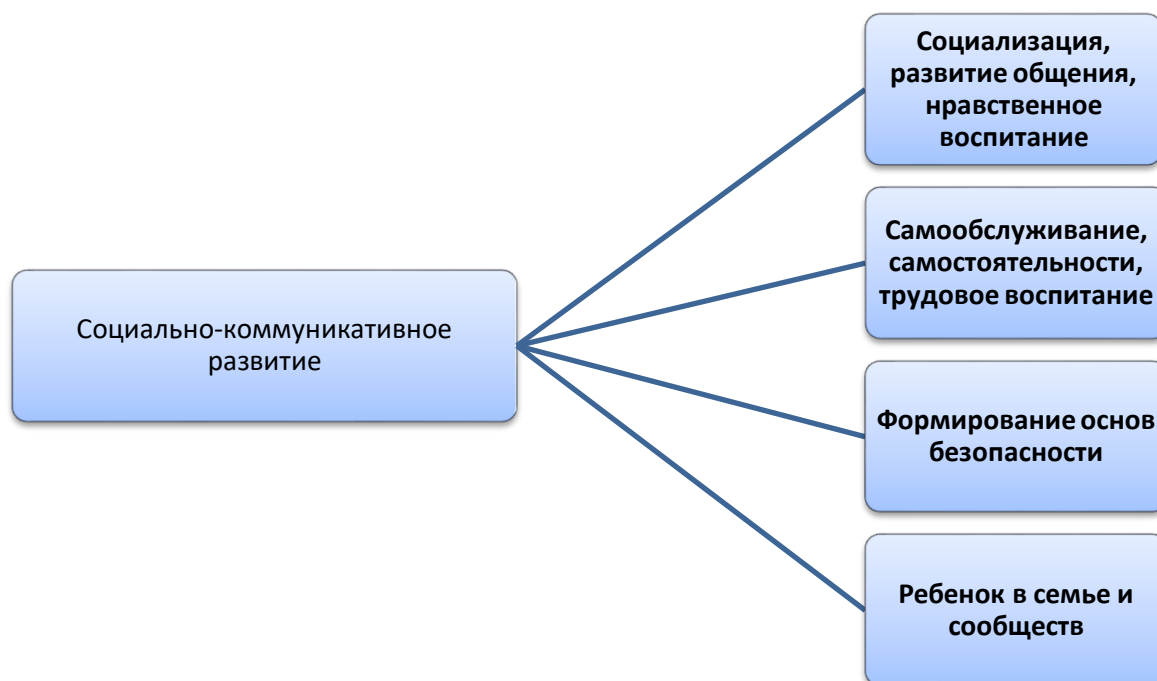 Социализация,
развитие общения,
нравственное
воспитание
Самообслуживание,
самостоятельности,
трудовое воспитание
Социально-коммуникативное
развитие
Формирование основ
безопасности
Ребенок в семье и
сообществ